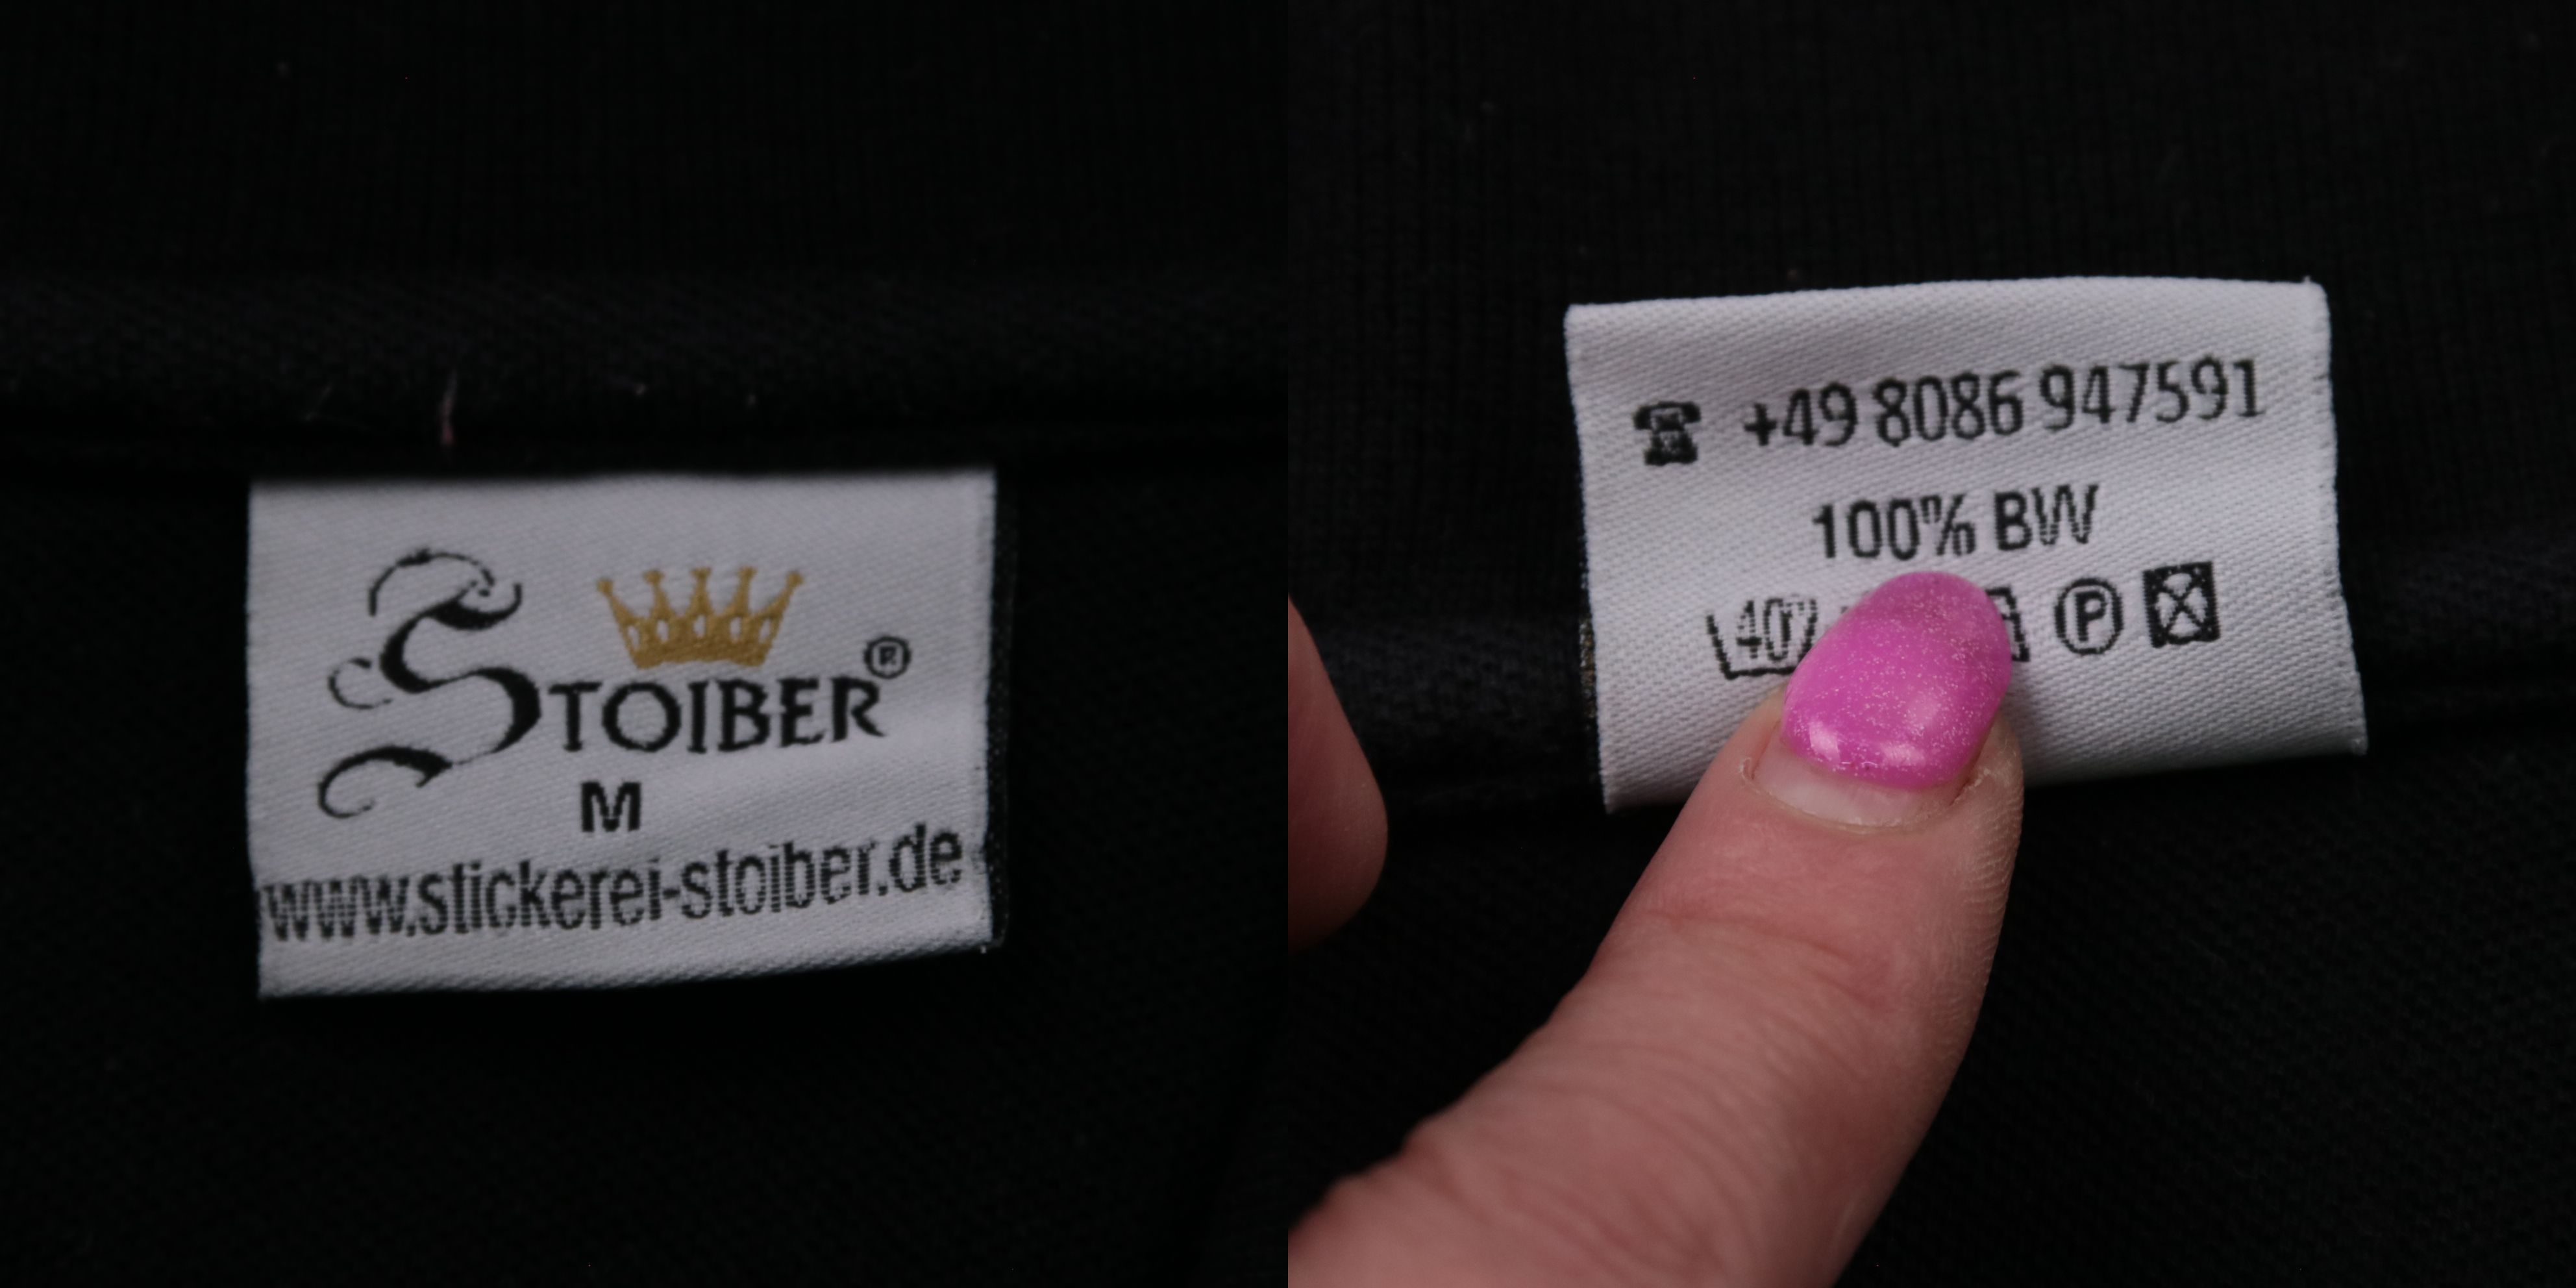 STOIBER®
M
www.stickerei-stoiber.de
☎ +49 8086 947591
100% BW
40° P